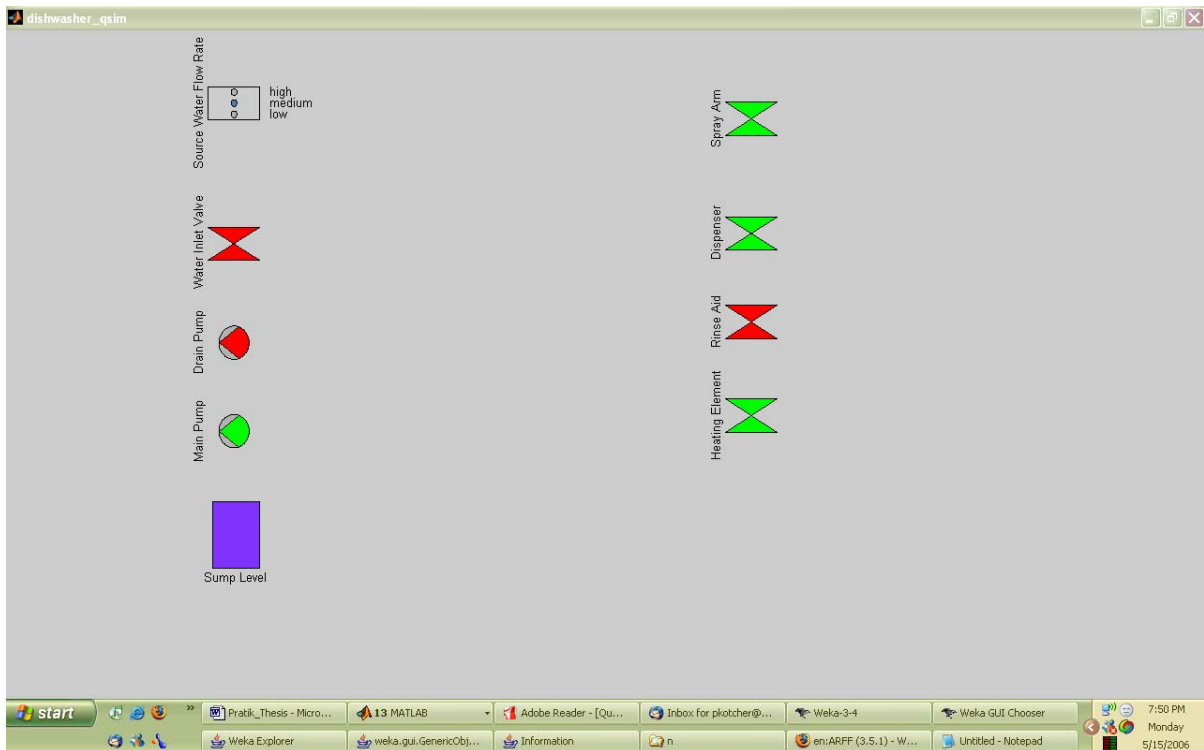 dishwasher_qsim
Source Water Flow Rate
high
medium
low
Water Inlet Valve
Drain Pump
Main Pump
Sump Level
Spray Arm
Dispenser
Rinse Aid
Heating Element
start
Pratik_Thesis - Micro...
13 MATLAB
Adobe Reader - [Qu...
Inbox for pkotcher@...
Weka-3-4
Weka GUI Chooser
7:50 PM
Monday
Weka Explorer
weka.gui.GenericObj...
Information
n
en:ARFF (3.5.1) - W...
Untitled - Notepad
5/15/2006